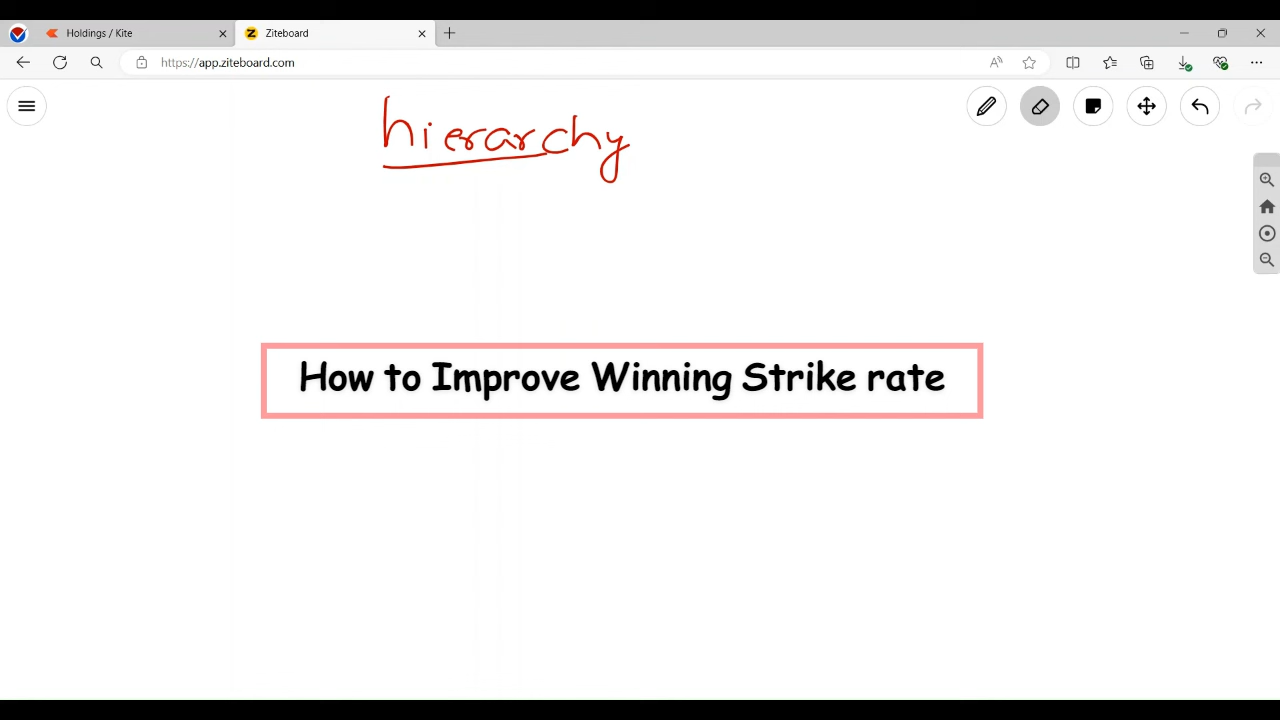 Holdings / Kite
Ziteboard
https://app.ziteboard.com
hierarchy
How to Improve Winning Strike rate